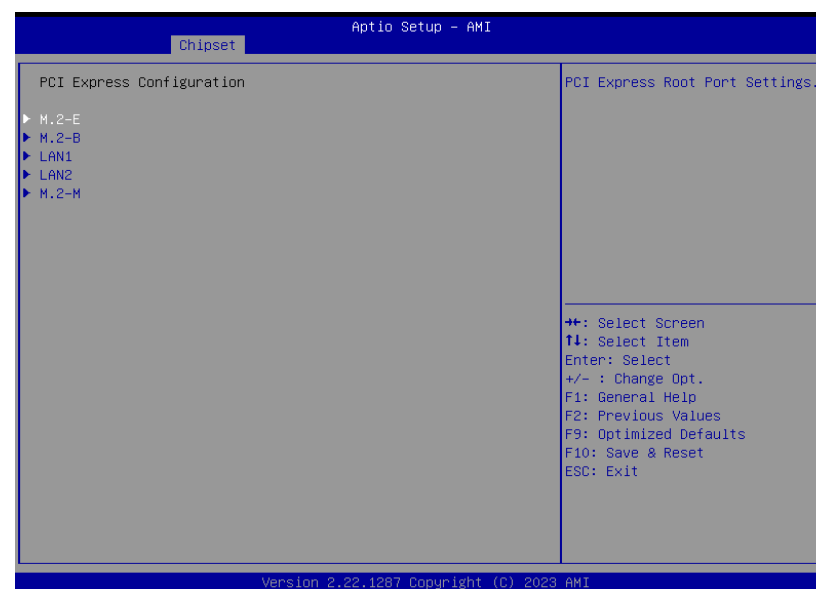 Aptio Setup – AMI
Chipset
PCI Express Configuration
PCI Express Root Port Settings.
▶ M.2-E
▶ M.2-B
▶ LAN1
▶ LAN2
▶ M.2-M
→←: Select Screen
↑↓: Select Item
Enter: Select
+/- : Change Opt.
F1: General Help
F2: Previous Values
F9: Optimized Defaults
F10: Save & Reset
ESC: Exit
Version 2.22.1287 Copyright (C) 2023 AMI